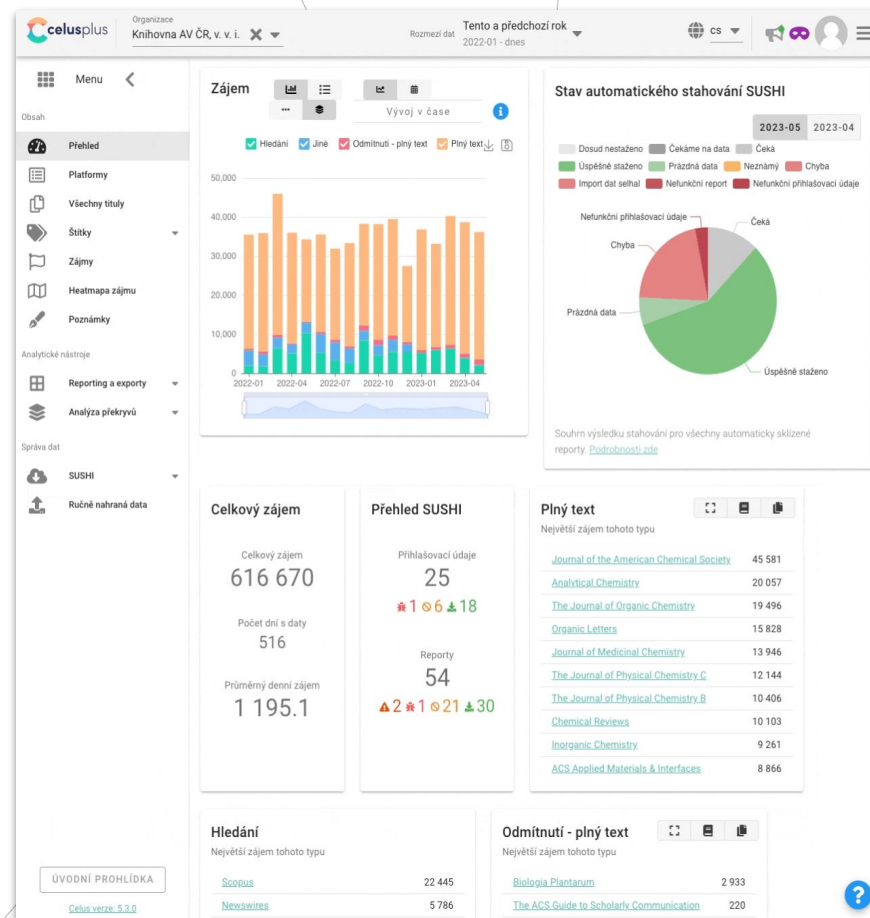 celusplus
Organizace
Knihovna AV ČR, v. v. i.
Rozmezí dat
Tento a předchozí rok
2022-01 - dnes
cs
Menu
Obsah
Přehled
Platformy
Všechny tituly
Štítky
Zájmy
Heatmapa zájmu
Poznámky
Analytické nástroje
Reporting a exporty
Analýza překryvů
Správa dat
SUSHI
Ručně nahraná data
ÚVODNÍ PROHLÍDKA
Celus verze: 5.3.0
Zájem
Vývoj v čase
Hledání Jiné Odmítnutí - plný text Plný text
50,000
40,000
30,000
20,000
10,000
0
2022-01 2022-04 2022-07 2022-10 2023-01 2023-04
Stav automatického stahování SUSHI
2023-05 2023-04
Dosud nestaženo Čekáme na data Čeká
Úspěšně staženo Prázdná data Neznámý Chyba
Import dat selhal Nefunkční report Nefunkční přihlašovací údaje
Nefunkční přihlašovací údaje
Čeká
Chyba
Prázdná data
Úspěšně staženo
Souhrn výsledku stahování pro všechny automaticky sklízené
reporty. Podrobnosti zde
Celkový zájem
Celkový zájem
616 670
Počet dní s daty
516
Průměrný denní zájem
1 195.1
Přehled SUSHI
Přihlašovací údaje
25
1 6 18
Reporty
54
2 1 21 30
Plný text
Největší zájem tohoto typu
Journal of the American Chemical Society 45 581
Analytical Chemistry 20 057
The Journal of Organic Chemistry 19 496
Organic Letters 15 828
Journal of Medicinal Chemistry 13 946
The Journal of Physical Chemistry C 12 144
The Journal of Physical Chemistry B 10 406
Chemical Reviews 10 103
Inorganic Chemistry 9 261
ACS Applied Materials & Interfaces 8 866
Hledání
Největší zájem tohoto typu
Scopus 22 445
Newswires 5 786
Odmítnutí - plný text
Největší zájem tohoto typu
Biologia Plantarum 2 933
The ACS Guide to Scholarly Communication 220